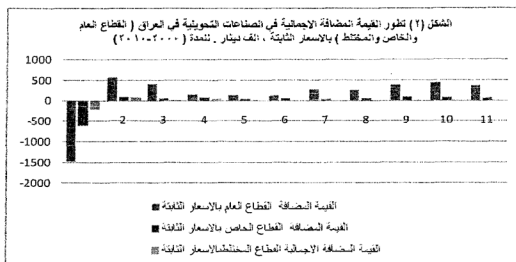 الشكل (٢) تطور القيمة المضافة الاجمالية في الصناعات التحويلية في العراق ( القطاع العام
والخاص والمختلط ) بالاسعار الثابتة ، الف دينار . للمدة ( ٢٠٠٠-٢٠١٠ )
1000
500
0
-500
-1000
-1500
-2000
2 3 4 5 6 7 8 9 10 11
القيمة المضافة القطاع العام بالاسعار الثابتة
القيمة المضافة القطاع الخاص بالاسعار الثابتة
القيمة المضافة الاجمالية القطاع المختلط بالاسعار الثابتة